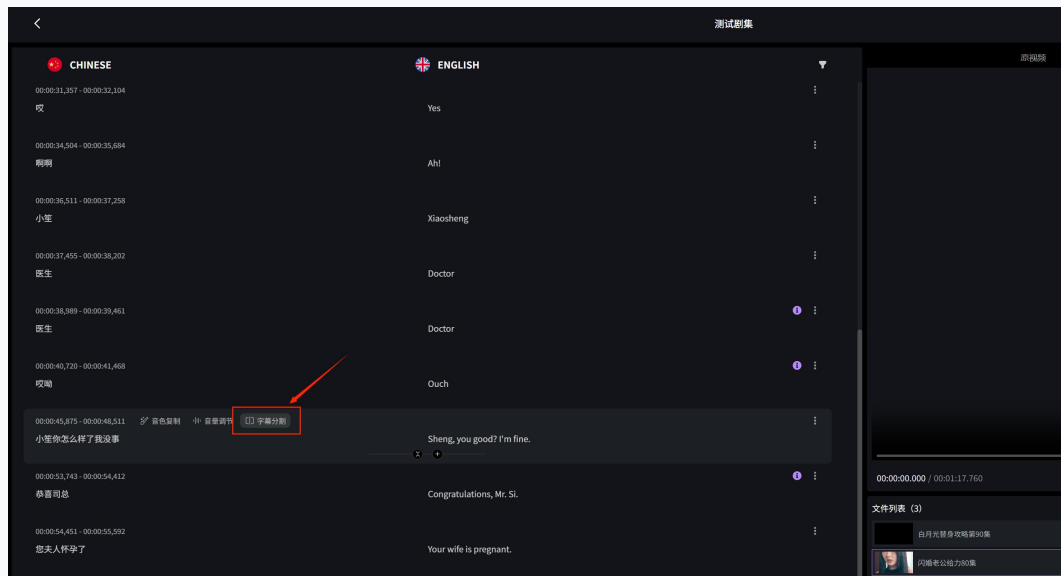 测试剧集
CHINESE
ENGLISH
原视频
00:00:31,357 - 00:00:32,104
哎
Yes
00:00:34,504 - 00:00:35,684
啊啊
Ah!
00:00:36,511 - 00:00:37,258
小笙
Xiaosheng
00:00:37,455 - 00:00:38,202
医生
Doctor
00:00:38,989 - 00:00:39,461
医生
Doctor
00:00:40,720 - 00:00:41,468
哎呦
Ouch
00:00:45,875 - 00:00:48,511 音色复制 音量调节 字幕分割
小笙你怎么样了我没事
Sheng, you good? I'm fine.
00:00:53,743 - 00:00:54,412
恭喜司总
Congratulations, Mr. Si.
00:00:54,451 - 00:00:55,592
您夫人怀孕了
Your wife is pregnant.
00:00:00.000 / 00:01:17.760
文件列表（3）
白月光替身攻略第90集
闪婚老公给力80集